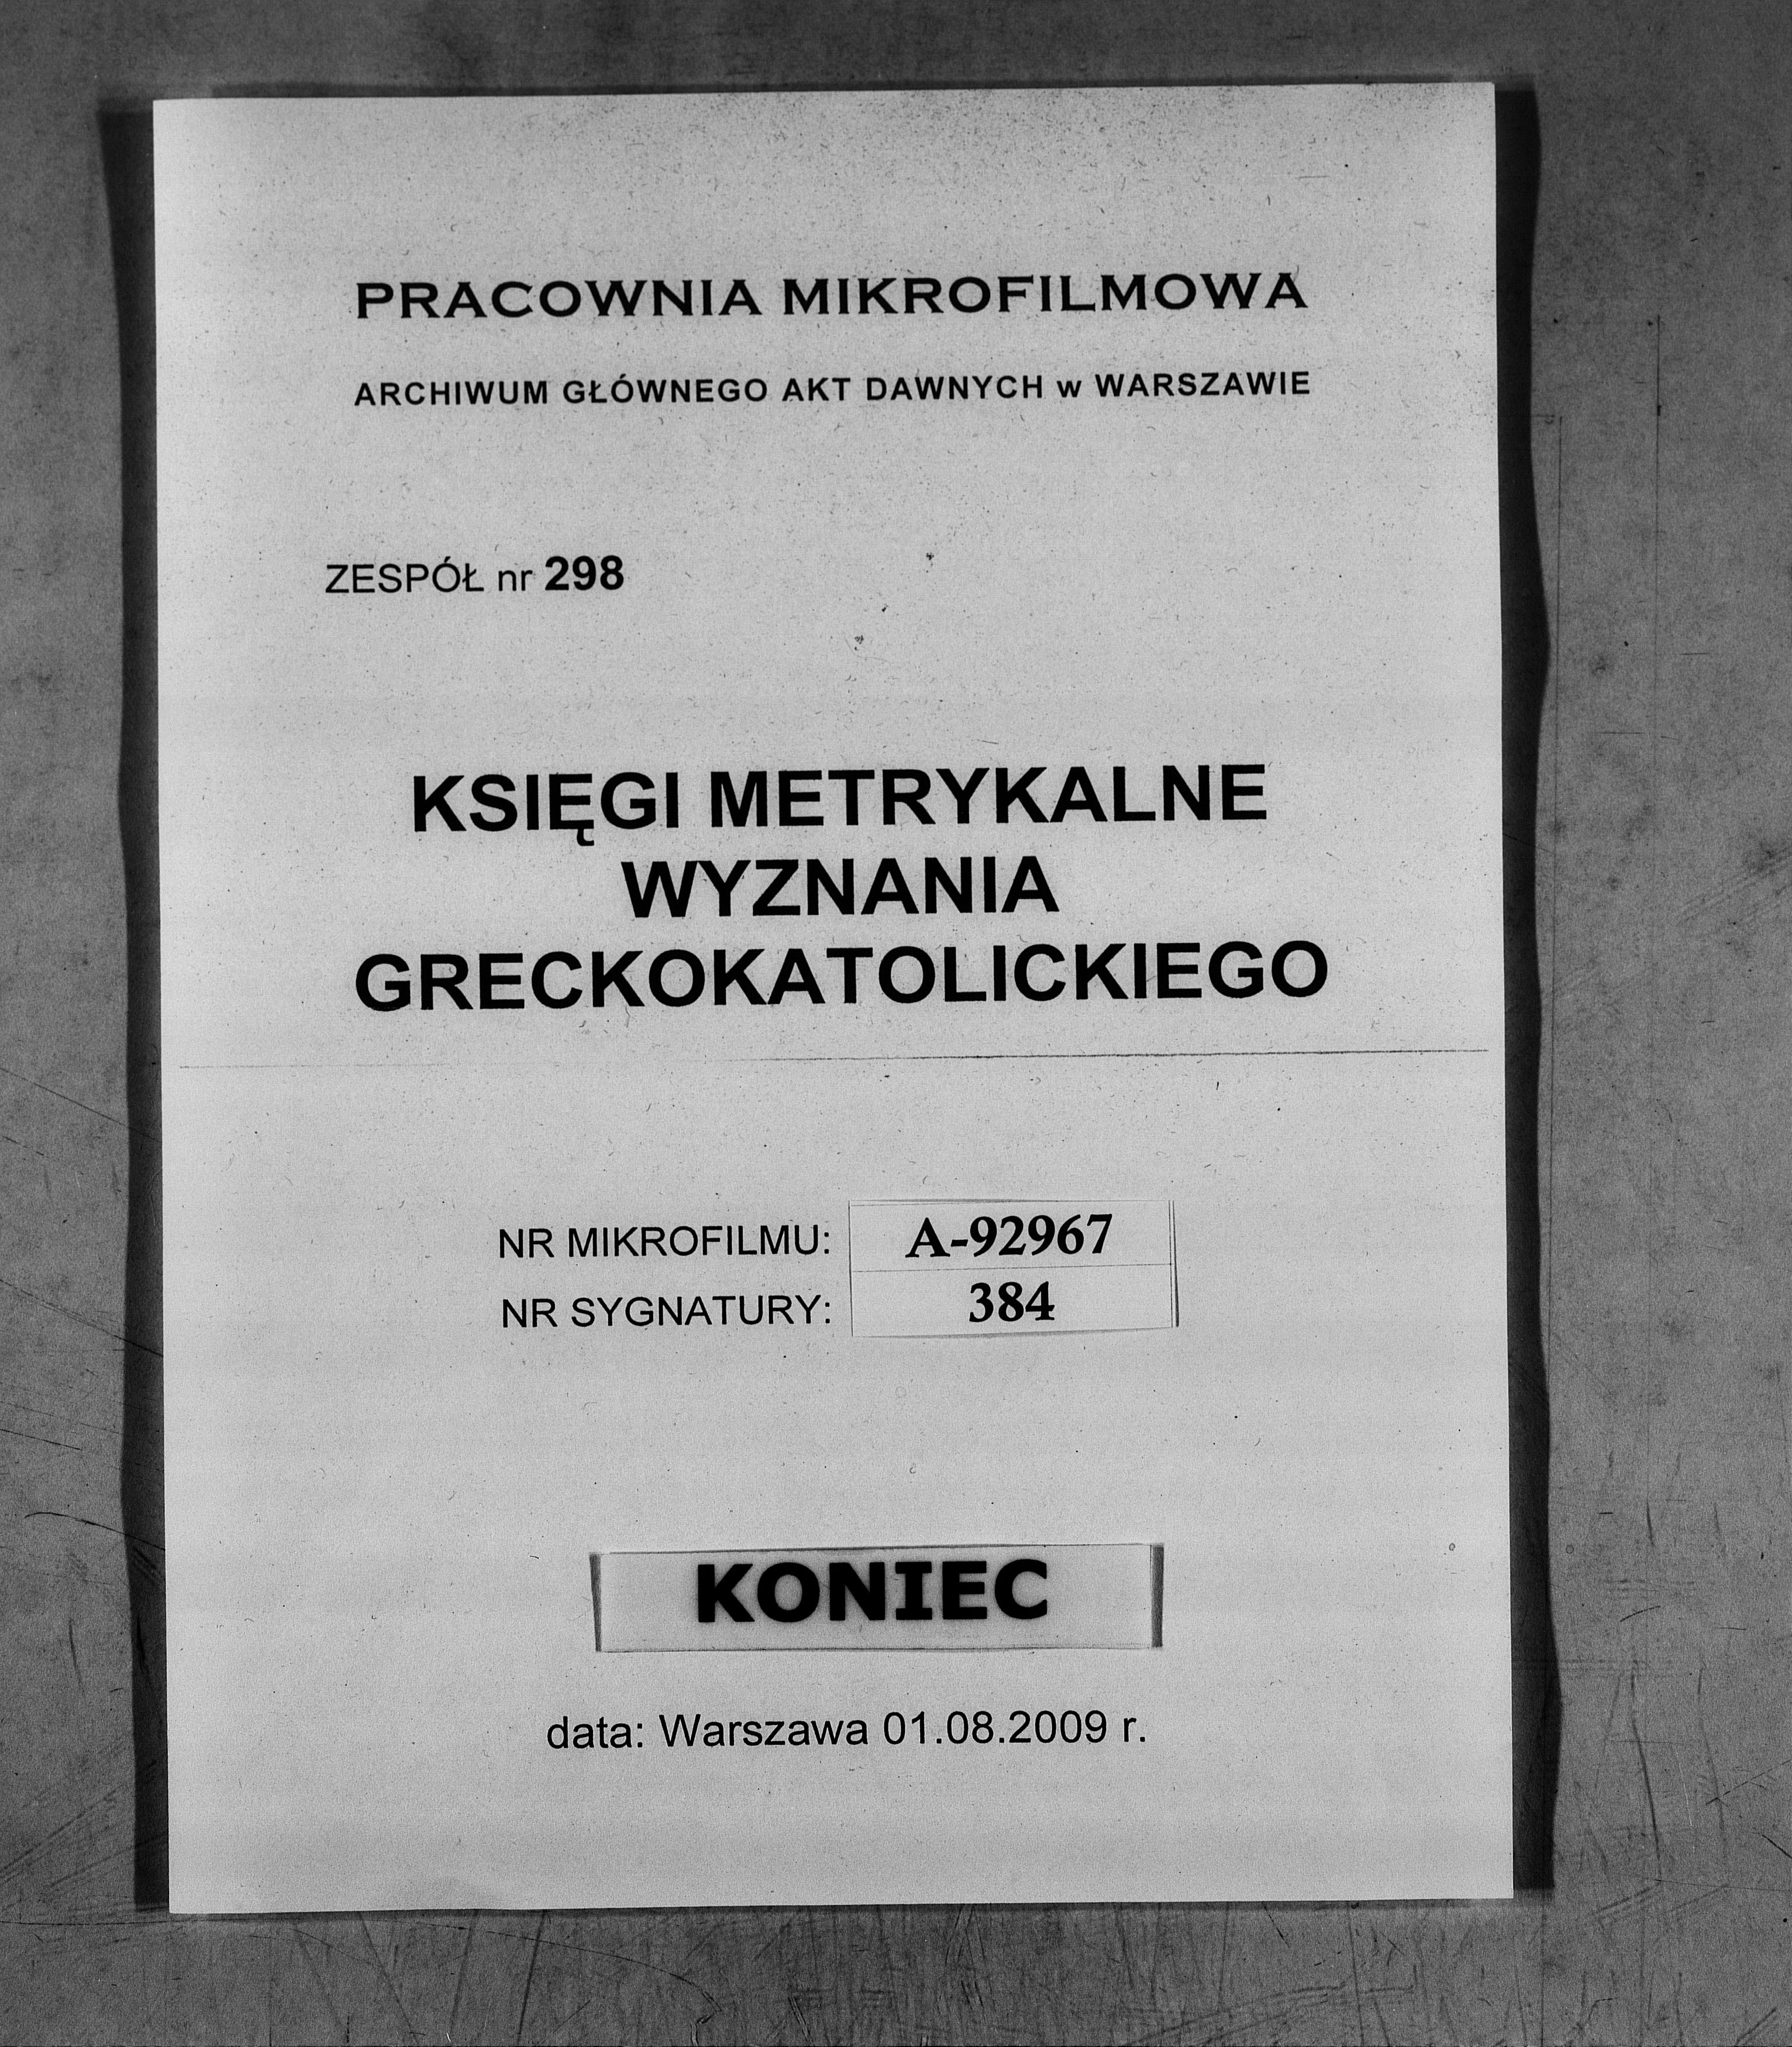 PRACOWNIA MIKROFILMOWA
ARCHIWUM GŁÓWNEGO AKT DAWNYCH w WARSZAWIE
ZESPÓŁ nr 298
KSIĘGI METRYKALNE
WYZNANIA
GRECKOKATOLICKIEGO
NR MIKROFILMU: A-92967
NR SYGNATURY: 384
KONIEC
data: Warszawa 01.08.2009 r.